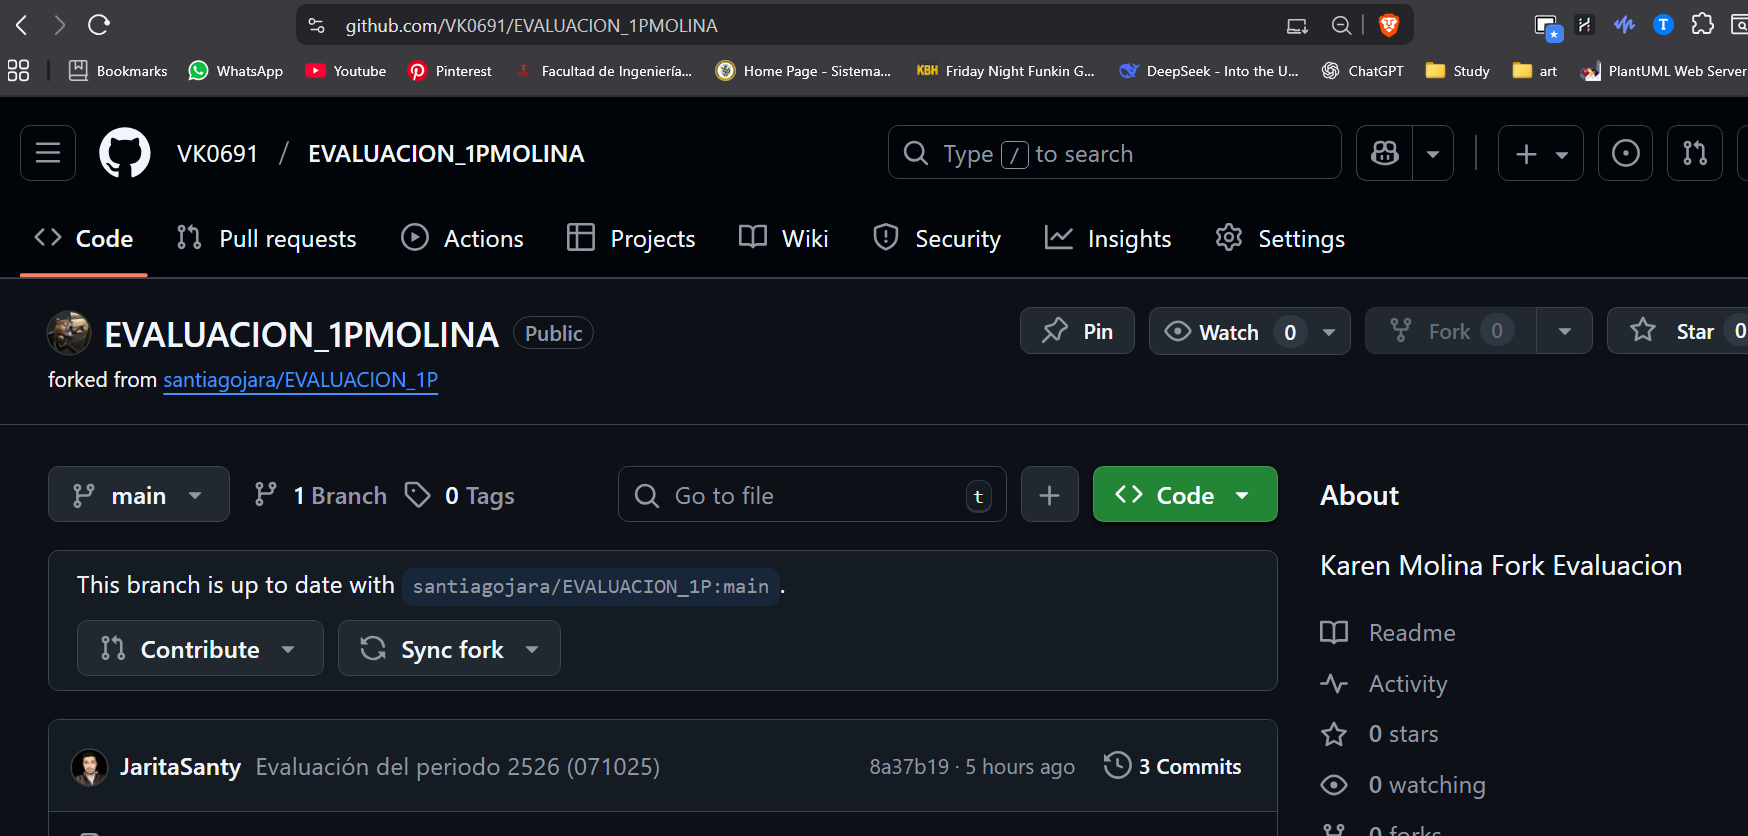 github.com/VK0691/EVALUACION_1PMOLINA
Bookmarks WhatsApp Youtube Pinterest Facultad de Ingeniería... Home Page - Sistema... KBH Friday Night Funkin G... DeepSeek - Into the U... ChatGPT Study art PlantUML Web Server
VK0691 / EVALUACION_1PMOLINA Type / to search
Code Pull requests Actions Projects Wiki Security Insights Settings
EVALUACION_1PMOLINA Public Pin Watch 0 Fork 0 Star 0
forked from santiagojara/EVALUACION_1P
main 1 Branch 0 Tags Go to file t Code About
This branch is up to date with santiagojara/EVALUACION_1P:main . Karen Molina Fork Evaluacion
Contribute Sync fork Readme
Activity
0 stars
JaritaSanty Evaluación del periodo 2526 (071025) 8a37b19 · 5 hours ago 3 Commits
0 watching
0 forks